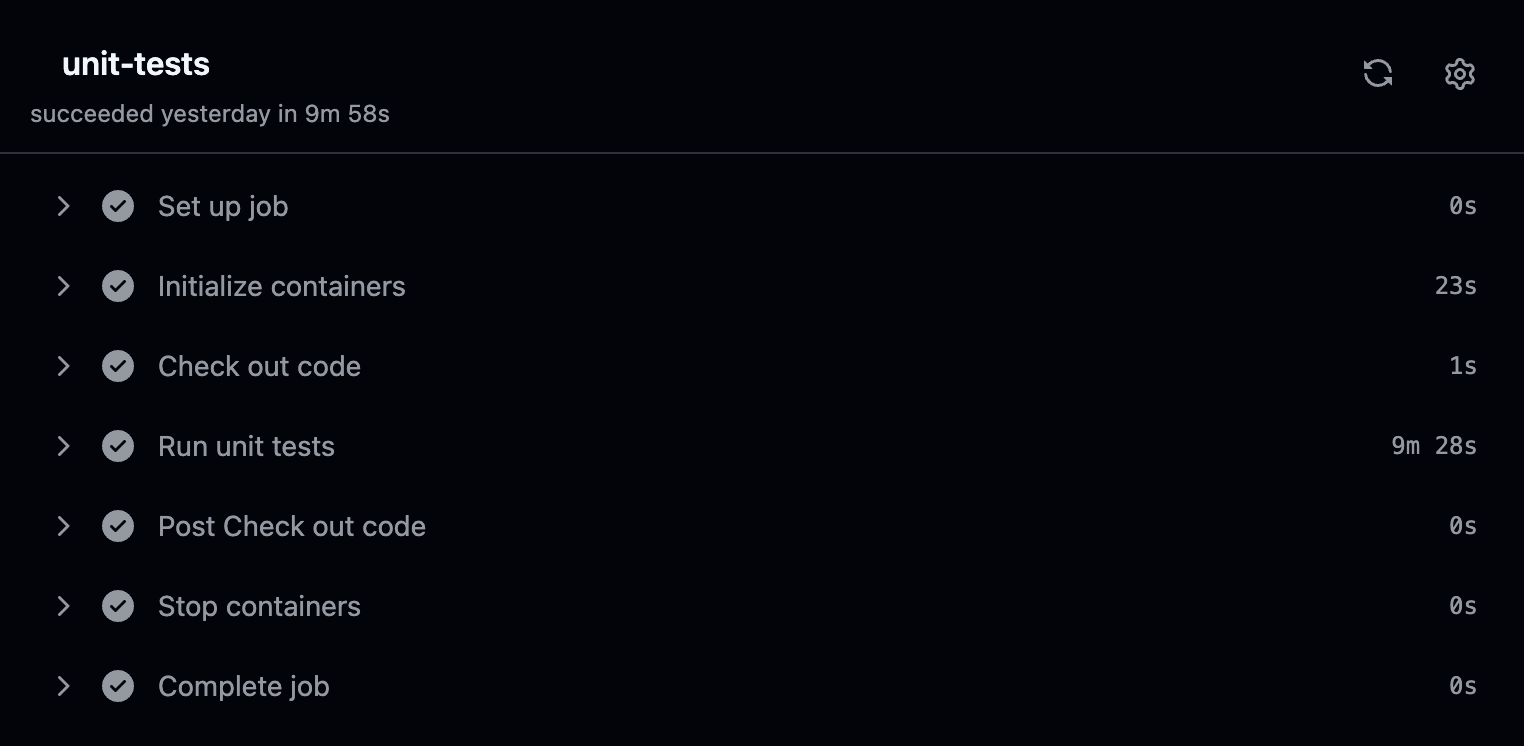 unit-tests
succeeded yesterday in 9m 58s
Set up job 0s
Initialize containers 23s
Check out code 1s
Run unit tests 9m 28s
Post Check out code 0s
Stop containers 0s
Complete job 0s